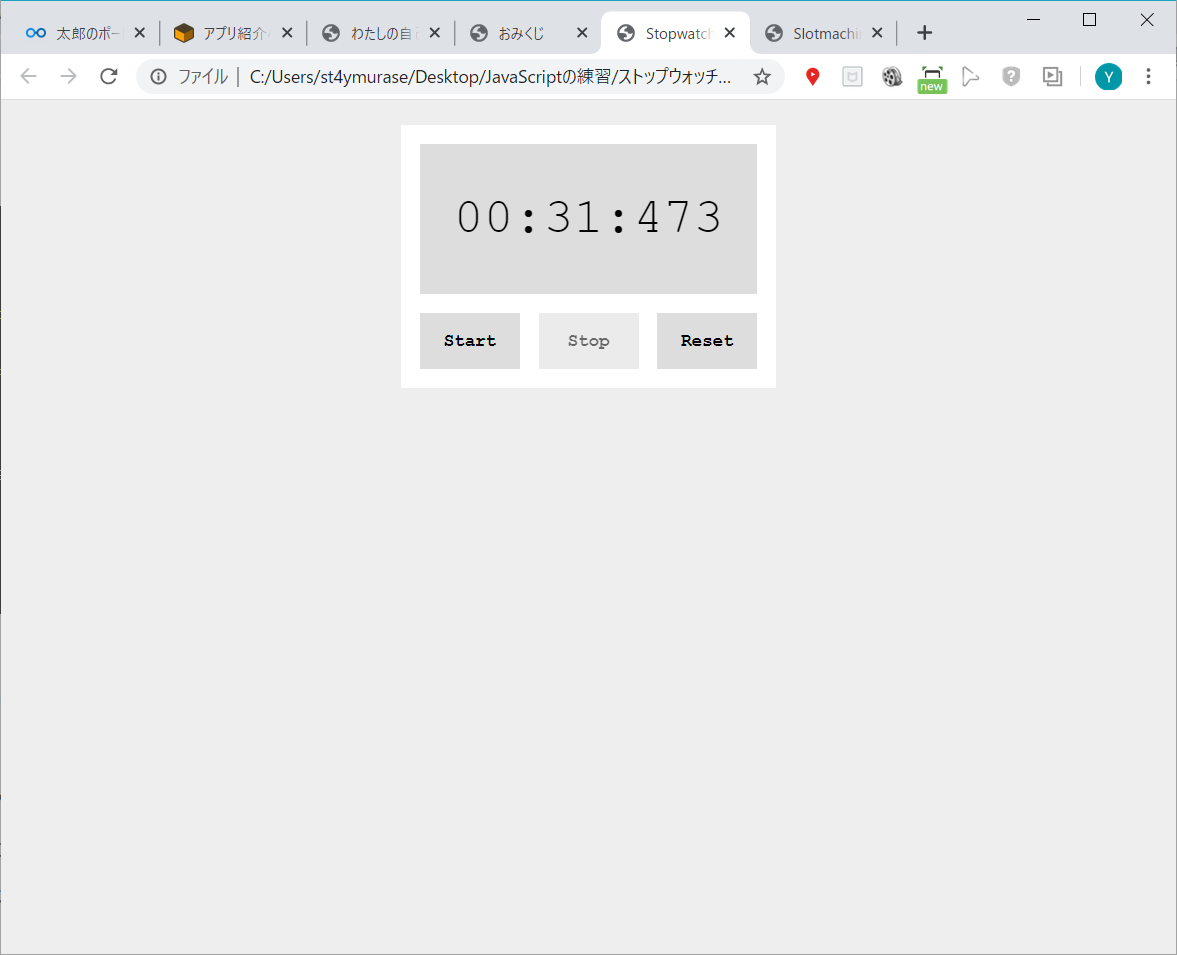 太郎のポー
アプリ紹介
わたしの自
おみくじ
Stopwatch
Slotmachi
ファイル | C:/Users/st4ymurase/Desktop/JavaScriptの練習/ストップウォッチ...
new
Y
00:31:473
Start
Stop
Reset